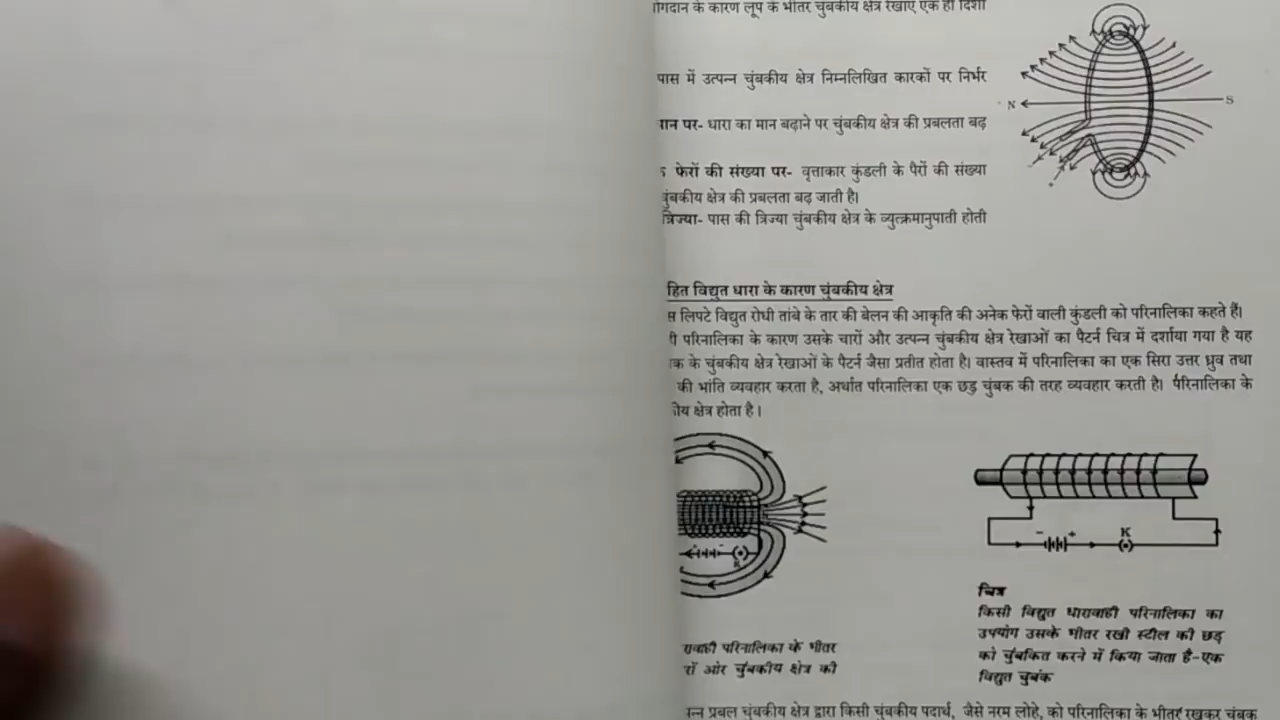 के कारण लूप के भीतर चुंबकीय क्षेत्र रेखाएं एक ही दिशा
N
S
पास में उत्पन्न चुंबकीय क्षेत्र निम्नलिखित कारकों पर निर्भर
पर- धारा का मान बढ़ाने पर चुंबकीय क्षेत्र की प्रबलता बढ़
फेरों की संख्या पर- वृत्ताकार कुंडली के पैरों की संख्या
चुंबकीय क्षेत्र की प्रबलता बढ़ जाती है।
त्रिज्या- पास की त्रिज्या चुंबकीय क्षेत्र के व्युत्क्रमानुपाती होती
विद्युत धारा के कारण चुंबकीय क्षेत्र
लिपटे विद्युत रोधी तांबे के तार की बेलन की आकृति की अनेक फेरों वाली कुंडली को परिनालिका कहते हैं।
परिनालिका के कारण उसके चारों और उत्पन्न चुंबकीय क्षेत्र रेखाओं का पैटर्न चित्र में दर्शाया गया है यह
के चुंबकीय क्षेत्र रेखाओं के पैटर्न जैसा प्रतीत होता है। वास्तव में परिनालिका का एक सिरा उत्तर ध्रुव तथा
की भांति व्यवहार करता है, अर्थात परिनालिका एक छड़ चुंबक की तरह व्यवहार करती है। परिनालिका के
क्षेत्र होता है।
K
- +
K
चित्र
किसी विद्युत धारावाही परिनालिका का
उपयोग उसके भीतर रखी स्टील की छड़
को चुंबकित करने में किया जाता है-एक
विद्युत चुबंक
परिनालिका के भीतर
ओर चुंबकीय क्षेत्र की
प्रबल चुंबकीय क्षेत्र द्वारा किसी चुंबकीय पदार्थ, जैसे नरम लोहे, को परिनालिका के भीतर रखकर चुंबक